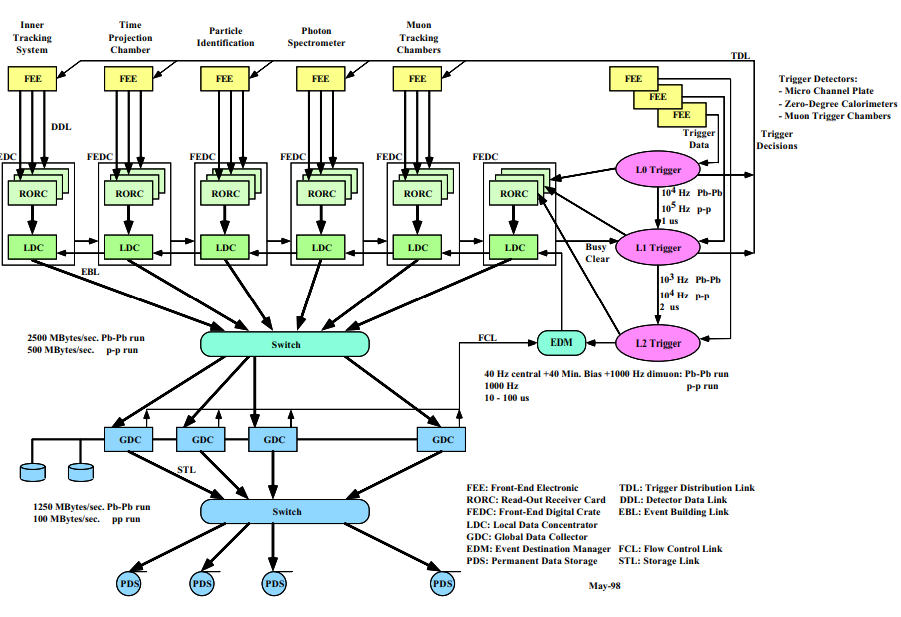 Inner
Tracking
System
Time
Projection
Chamber
Particle
Identification
Photon
Spectrometer
Muon
Tracking
Chambers
TDL
FEE
FEE
FEE
FEE
FEE
FEE
FEE
FEE
Trigger Detectors:
- Micro Channel Plate
- Zero-Degree Calorimeters
- Muon Trigger Chambers
DDL
Trigger
Data
Trigger
Decisions
EDC
FEDC
FEDC
FEDC
FEDC
FEDC
RORC
RORC
RORC
RORC
RORC
RORC
L0 Trigger
10^4 Hz Pb-Pb
10^5 Hz p-p
1 us
LDC
LDC
LDC
LDC
LDC
LDC
Busy
Clear
L1 Trigger
EBL
10^3 Hz Pb-Pb
10^4 Hz p-p
2 us
2500 MBytes/sec. Pb-Pb run
500 MBytes/sec. p-p run
Switch
FCL
EDM
L2 Trigger
40 Hz central +40 Min. Bias +1000 Hz dimuon: Pb-Pb run
1000 Hz p-p run
10 - 100 us
GDC
GDC
GDC
GDC
STL
1250 MBytes/sec. Pb-Pb run
100 MBytes/sec. pp run
Switch
FEE: Front-End Electronic TDL: Trigger Distribution Link
RORC: Read-Out Receiver Card DDL: Detector Data Link
FEDC: Front-End Digital Crate EBL: Event Building Link
LDC: Local Data Concentrator
GDC: Global Data Collector
EDM: Event Destination Manager FCL: Flow Control Link
PDS: Permanent Data Storage STL: Storage Link
PDS
PDS
PDS
PDS
May-98